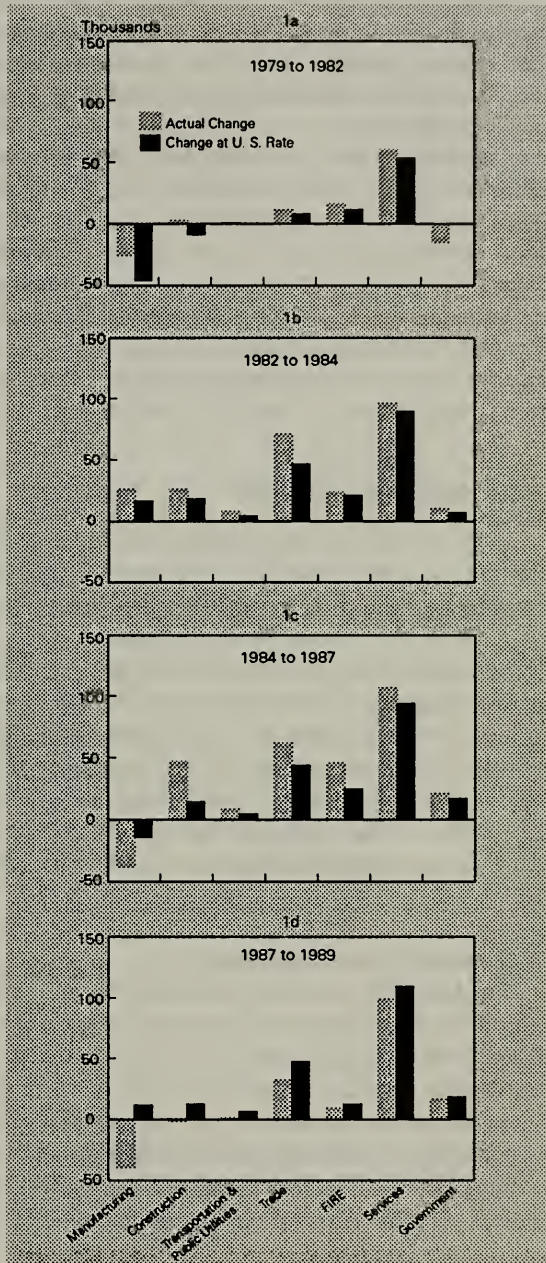 1a
Thousands
150
1979 to 1982
100
Actual Change
Change at U. S. Rate
50
0
-50
1b
150
1982 to 1984
100
50
0
-50
1c
150
1984 to 1987
100
50
0
-50
1d
150
1987 to 1989
100
50
0
-50
Manufacturing
Construction
Transportation &
Public Utilities
Trade
FIRE
Services
Government